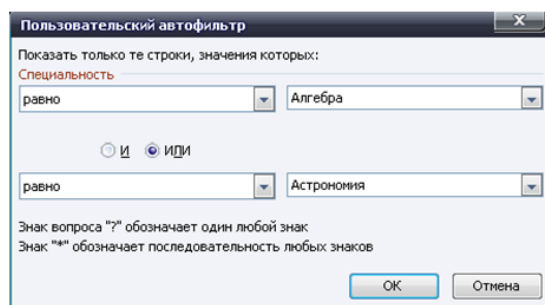 Пользовательский автофильтр
Показать только те строки, значения которых:
Специальность
равно Алгебра
И ИЛИ
равно Астрономия
Знак вопроса "?" обозначает один любой знак
Знак "*" обозначает последовательность любых знаков
ОК Отмена